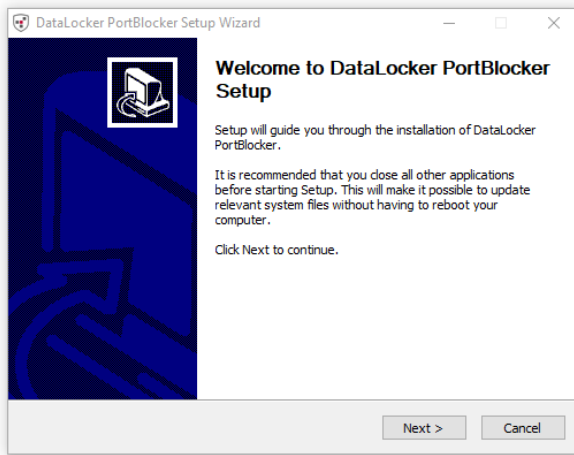 DataLocker PortBlocker Setup Wizard
Welcome to DataLocker PortBlocker
Setup
Setup will guide you through the installation of DataLocker
PortBlocker.
It is recommended that you close all other applications
before starting Setup. This will make it possible to update
relevant system files without having to reboot your
computer.
Click Next to continue.
Next >
Cancel